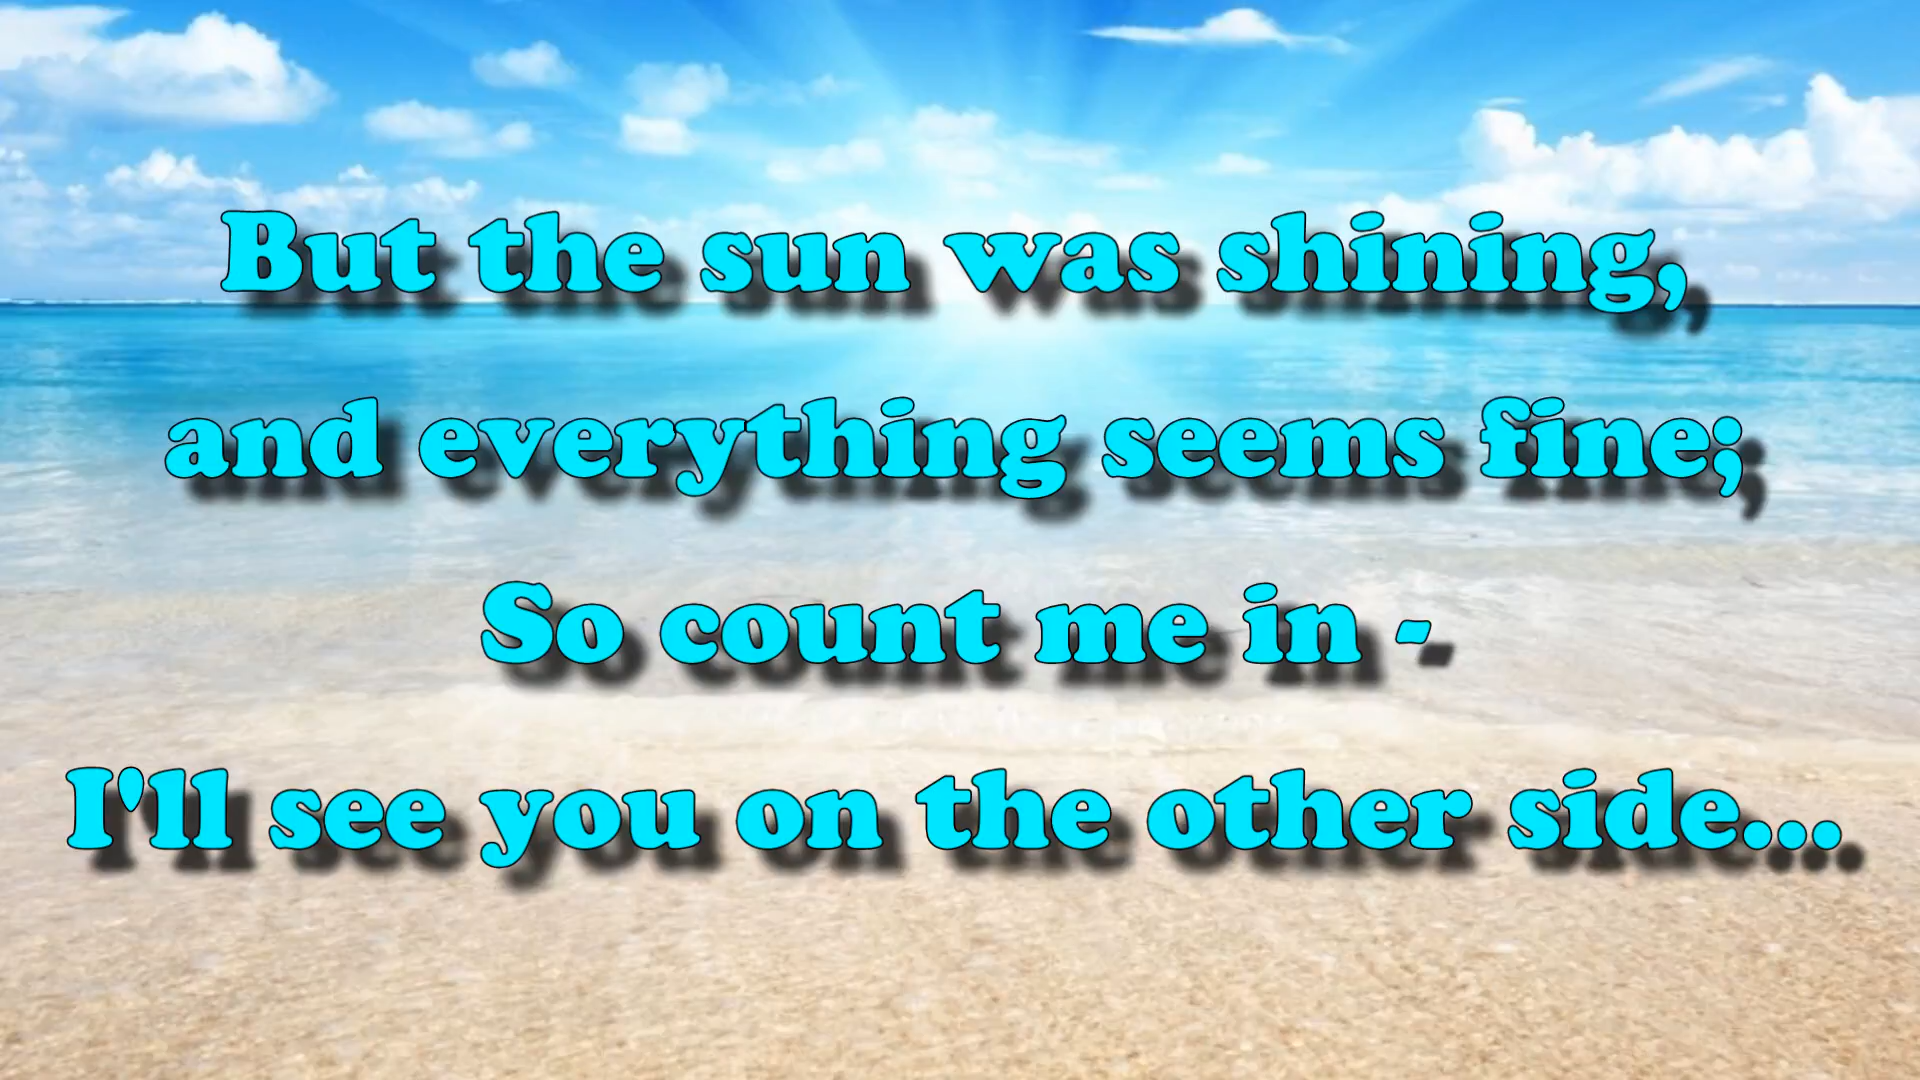 But the sun was shining,
and everything seems fine;
So count me in -
I'll see you on the other side...